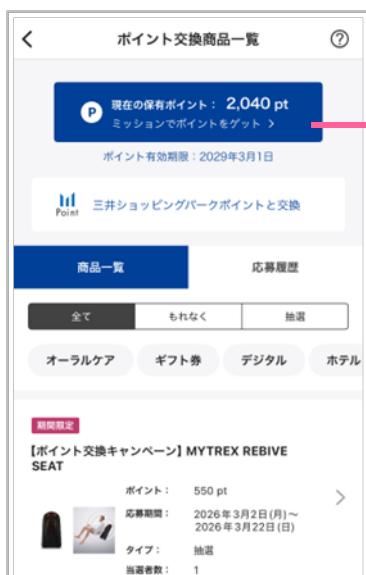 ポイント交換商品一覧
?
P
現在の保有ポイント： 2,040 pt
ミッションでポイントをゲット >
ポイント有効期限：2029年3月1日
Point
三井ショッピングパークポイントと交換
商品一覧
応募履歴
全て
もれなく
抽選
オーラルケア
ギフト券
デジタル
ホテル
期間限定
【ポイント交換キャンペーン】MYTREX REBIVE
SEAT
ポイント： 550 pt
応募期間： 2026年3月2日(月)～
2026年3月22日(日)
タイプ： 抽選
当選者数： 1